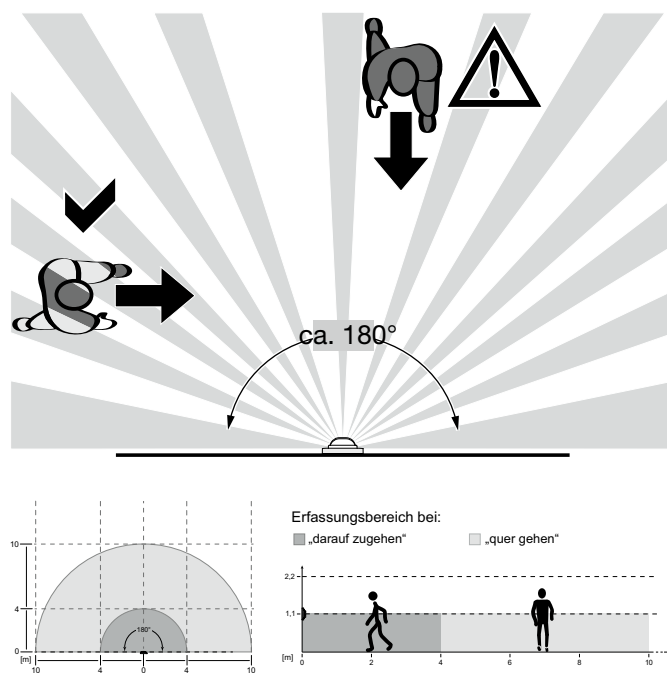 ca. 180°
Erfassungsbereich bei:
„darauf zugehen“ „quer gehen“
10
4
0
[m]
180°
10 4 0 4 10
2,2
1,1
[m] 0 2 4 6 8 10